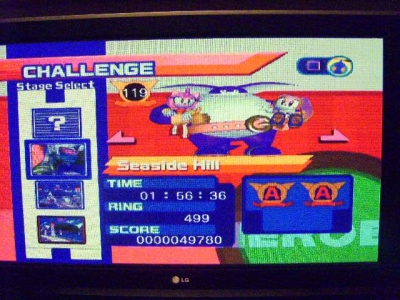 CHALLENGE
Stage Select
119
?
Seaside Hill
TIME
01 : 56 : 36
RING
499
SCORE
0000049780
A A
HEROE
LG